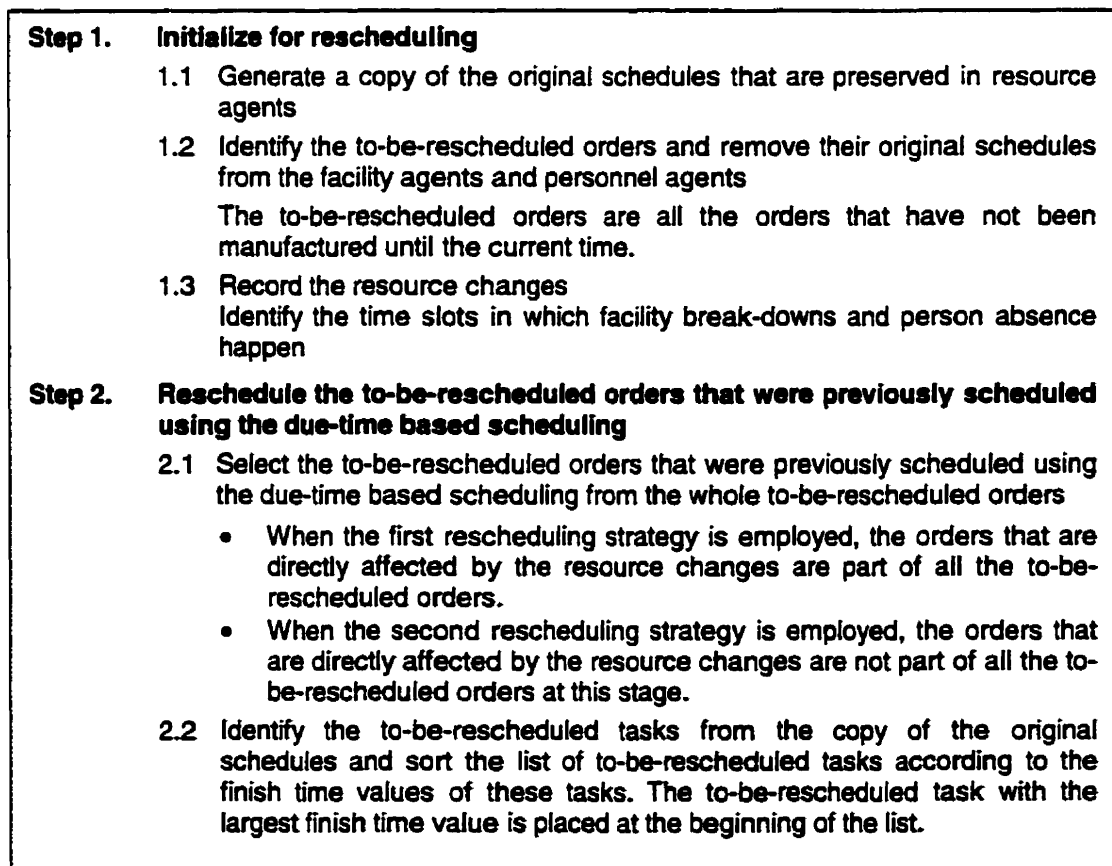 Step 1. Initialize for rescheduling
1.1 Generate a copy of the original schedules that are preserved in resource
agents
1.2 Identify the to-be-rescheduled orders and remove their original schedules
from the facility agents and personnel agents
The to-be-rescheduled orders are all the orders that have not been
manufactured until the current time.
1.3 Record the resource changes
Identify the time slots in which facility break-downs and person absence
happen
Step 2. Reschedule the to-be-rescheduled orders that were previously scheduled
using the due-time based scheduling
2.1 Select the to-be-rescheduled orders that were previously scheduled using
the due-time based scheduling from the whole to-be-rescheduled orders
• When the first rescheduling strategy is employed, the orders that are
directly affected by the resource changes are part of all the to-be-
rescheduled orders.
• When the second rescheduling strategy is employed, the orders that
are directly affected by the resource changes are not part of all the to-
be-rescheduled orders at this stage.
2.2 Identify the to-be-rescheduled tasks from the copy of the original
schedules and sort the list of to-be-rescheduled tasks according to the
finish time values of these tasks. The to-be-rescheduled task with the
largest finish time value is placed at the beginning of the list.